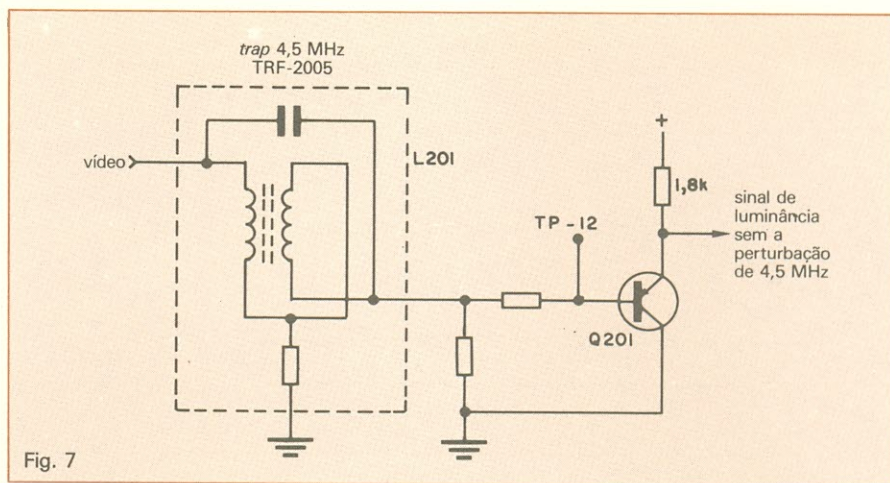 trap 4,5 MHz
TRF-2005
vídeo
L201
TP-12
+
1,8k
sinal de
luminância
sem a
perturbação
de 4,5 MHz
Q201
Fig. 7